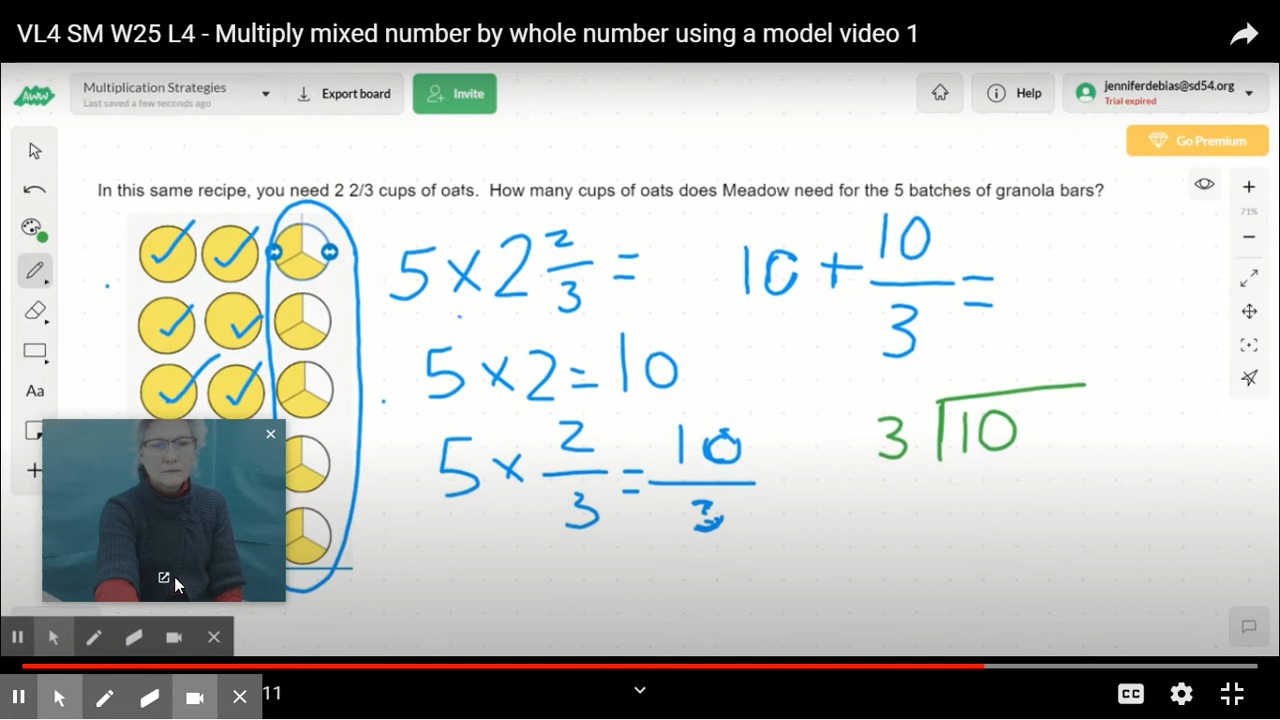 VL4 SM W25 L4 - Multiply mixed number by whole number using a model video 1
AWW
Multiplication Strategies
Last saved a few seconds ago
Export board
Invite
Help
jenniferdebias@sd54.org
Trial expired
Go Premium
In this same recipe, you need 2 2/3 cups of oats. How many cups of oats does Meadow need for the 5 batches of granola bars?
71%
5 × 2 2/3 =
10 + 10/3 =
5 × 2 = 10
5 × 2/3 = 10/3
3 10
Aa
11
CC